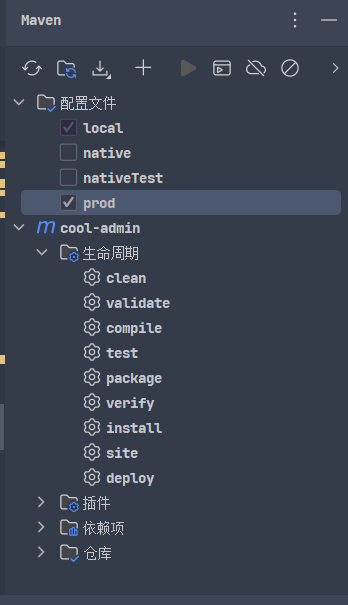 Maven
配置文件
local
native
nativeTest
prod
cool-admin
生命周期
clean
validate
compile
test
package
verify
install
site
deploy
插件
依赖项
仓库